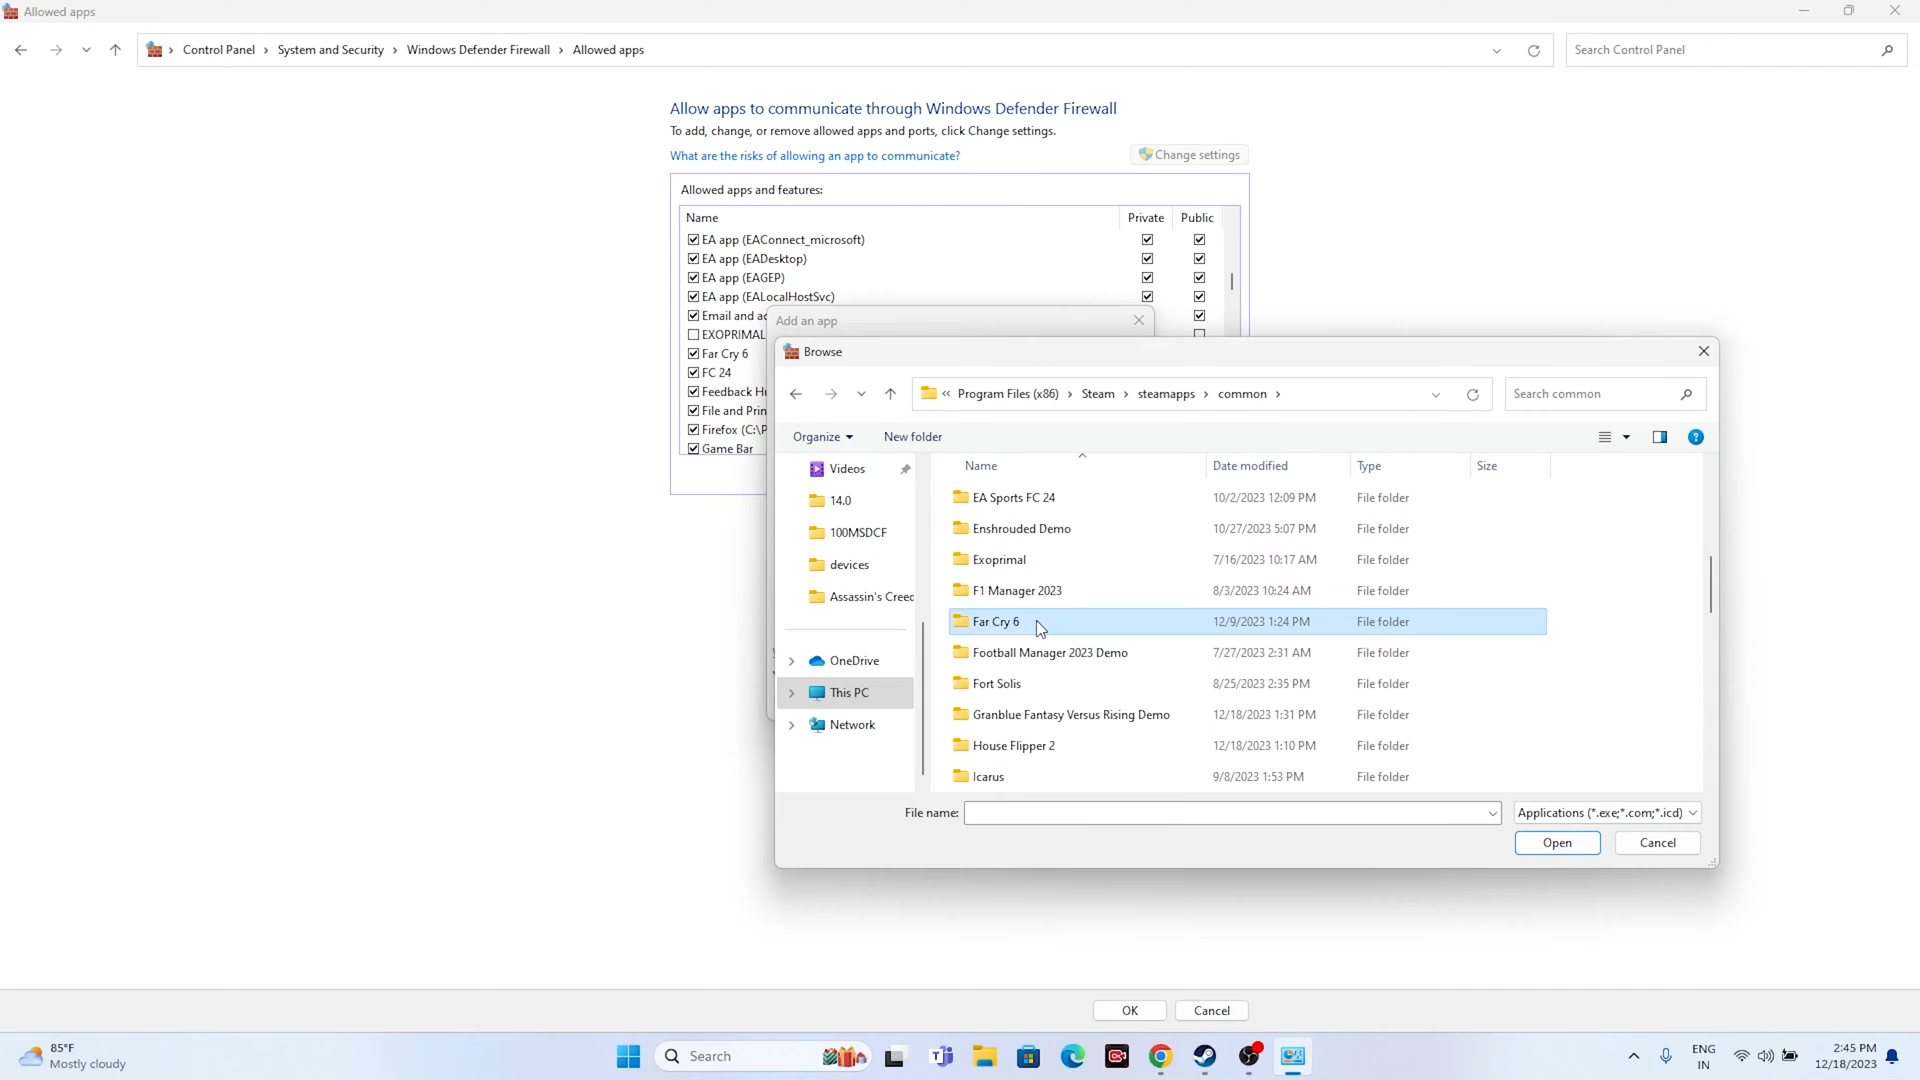 Allowed apps
Control Panel > System and Security > Windows Defender Firewall > Allowed apps
Search Control Panel
Allow apps to communicate through Windows Defender Firewall
To add, change, or remove allowed apps and ports, click Change settings.
What are the risks of allowing an app to communicate?
Change settings
Allowed apps and features:
Name Private Public
EA app (EAConnect_microsoft)
EA app (EADesktop)
EA app (EAGEP)
EA app (EALocalHostSvc)
Email and ac
EXOPRIMAL
Far Cry 6
FC 24
Feedback Hu
File and Prin
Firefox (C:\P
Game Bar
Add an app
Browse
« Program Files (x86) > Steam > steamapps > common >
Search common
Organize New folder
Videos
14.0
100MSDCF
devices
Assassin's Creed
OneDrive
This PC
Network
Name Date modified Type Size
EA Sports FC 24 10/2/2023 12:09 PM File folder
Enshrouded Demo 10/27/2023 5:07 PM File folder
Exoprimal 7/16/2023 10:17 AM File folder
F1 Manager 2023 8/3/2023 10:24 AM File folder
Far Cry 6 12/9/2023 1:24 PM File folder
Football Manager 2023 Demo 7/27/2023 2:31 AM File folder
Fort Solis 8/25/2023 2:35 PM File folder
Granblue Fantasy Versus Rising Demo 12/18/2023 1:31 PM File folder
House Flipper 2 12/18/2023 1:10 PM File folder
Icarus 9/8/2023 1:53 PM File folder
File name:
Applications (*.exe;*.com;*.icd)
Open Cancel
OK Cancel
85°F
Mostly cloudy
Search
ENG
IN
2:45 PM
12/18/2023